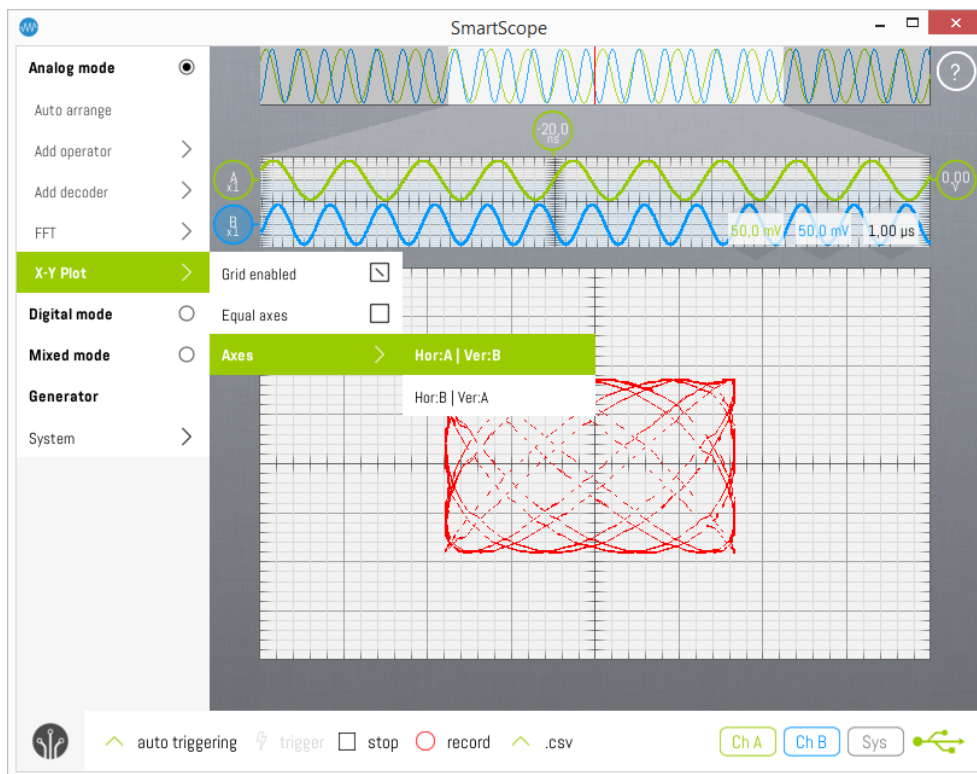 SmartScope
Analog mode
Auto arrange
Add operator
Add decoder
FFT
X-Y Plot
Digital mode
Mixed mode
Generator
System
Grid enabled
Equal axes
Axes
Hor:A | Ver:B
Hor:B | Ver:A
?
-20,0
ns
A
x1
0,00
V
B
x1
50,0 mV
50,0 mV
1,00 µs
auto triggering
trigger
stop
record
.csv
Ch A
Ch B
Sys